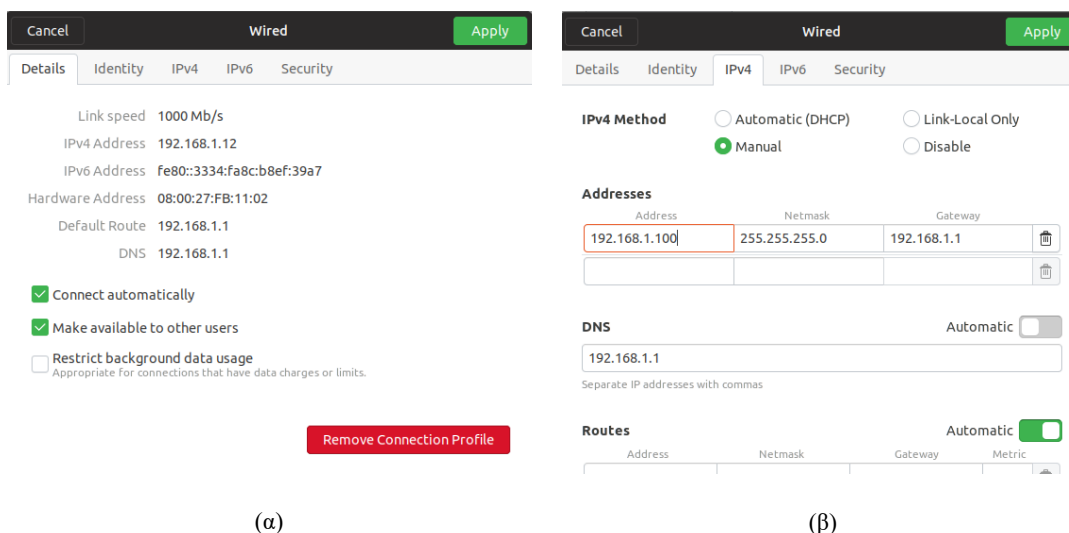 Cancel Wired Apply
Details Identity IPv4 IPv6 Security
Link speed 1000 Mb/s
IPv4 Address 192.168.1.12
IPv6 Address fe80::3334:fa8c:b8ef:39a7
Hardware Address 08:00:27:FB:11:02
Default Route 192.168.1.1
DNS 192.168.1.1
Connect automatically
Make available to other users
Restrict background data usage
Appropriate for connections that have data charges or limits.
Remove Connection Profile
(α)
Cancel Wired Apply
Details Identity IPv4 IPv6 Security
IPv4 Method Automatic (DHCP) Link-Local Only
Manual Disable
Addresses
Address Netmask Gateway
192.168.1.100 255.255.255.0 192.168.1.1
DNS Automatic
192.168.1.1
Separate IP addresses with commas
Routes Automatic
Address Netmask Gateway Metric
(β)